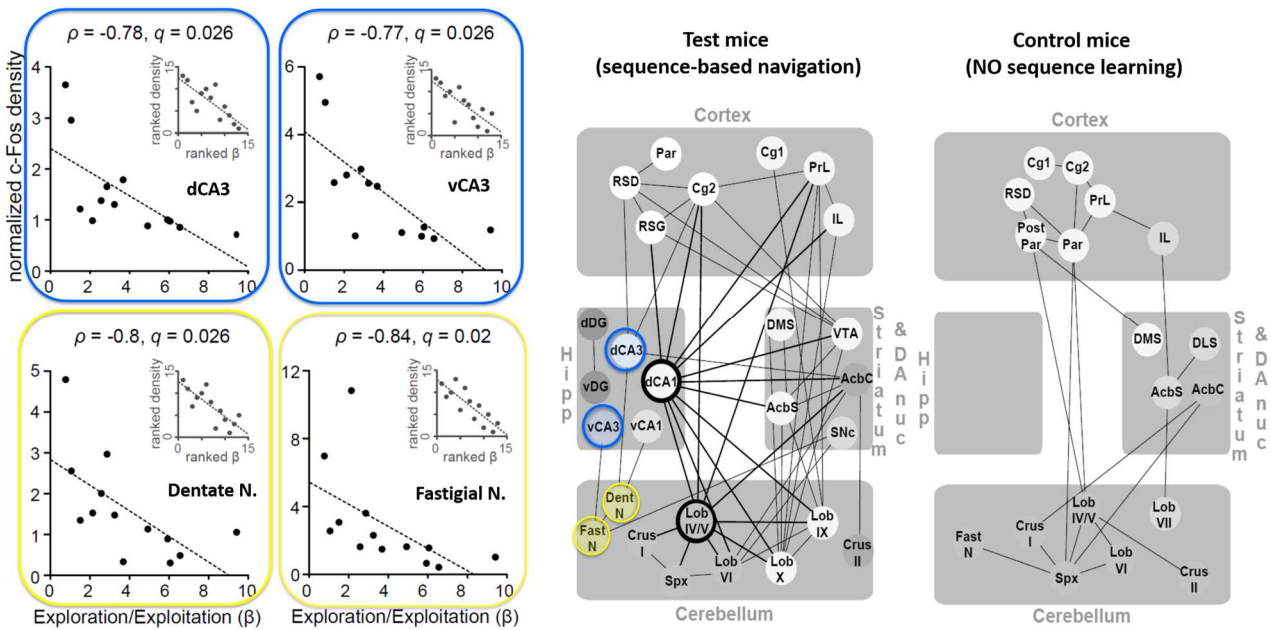 ρ = -0.78, q = 0.026
normalized c-Fos density
4
3
2
1
0
0 2 4 6 8 10
15
ranked density
0
0 15
ranked β
dCA3
ρ = -0.77, q = 0.026
6
4
2
0
0 2 4 6 8 10
15
ranked density
0
0 15
ranked β
vCA3
ρ = -0.8, q = 0.026
5
4
3
2
1
0
0 2 4 6 8 10
15
ranked density
0
0 15
ranked β
Dentate N.
Exploration/Exploitation (β)
ρ = -0.84, q = 0.02
12
8
4
0
0 2 4 6 8 10
15
ranked density
0
0 15
ranked β
Fastigial N.
Exploration/Exploitation (β)
Test mice
(sequence-based navigation)
Cortex
Par
Cg1
PrL
RSD
Cg2
RSG
IL
Hipp
dDG
dCA3
vDG
dCA1
vCA3
vCA1
DMS
VTA
AcbC
AcbS
SNc
Striatum
& DA nuc
Dent
N
Fast
N
Crus
I
Lob
IV/V
Lob
IX
Spx
Lob
VI
Lob
X
Crus
II
Cerebellum
Control mice
(NO sequence learning)
Cortex
Cg1
Cg2
RSD
PrL
Post
Par
Par
IL
Hipp
DMS
DLS
AcbS
AcbC
Striatum
& DA nuc
Lob
IV/V
Lob
VII
Crus
I
Fast
N
Spx
Lob
VI
Crus
II
Cerebellum